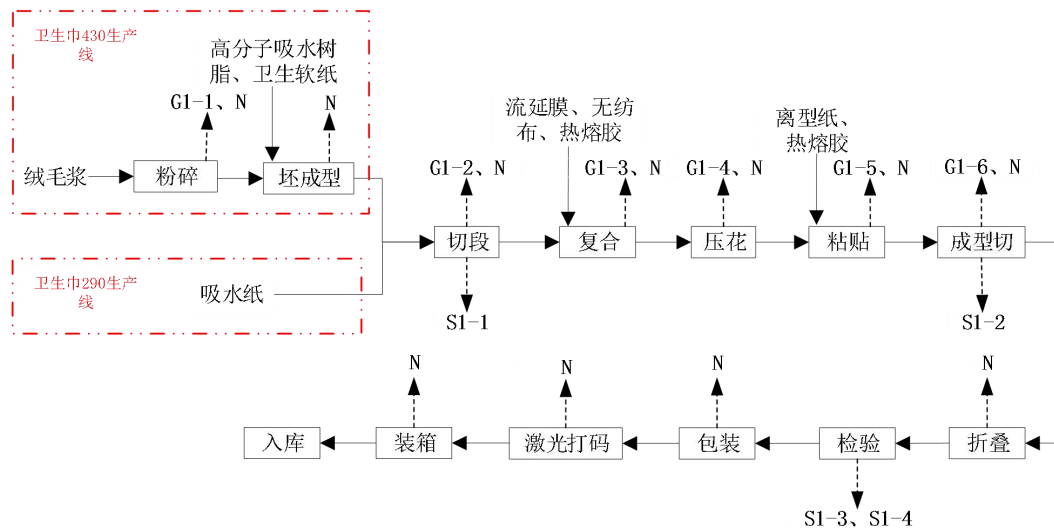 卫生巾430生产
线
高分子吸水树
脂、卫生软纸
G1-1、N
N
绒毛浆
粉碎
坯成型
流延膜、无纺
布、热熔胶
离型纸、
热熔胶
G1-2、N
G1-3、N
G1-4、N
G1-5、N
G1-6、N
切段
复合
压花
粘贴
成型切
卫生巾290生产
线
吸水纸
S1-1
S1-2
N
N
N
N
入库
装箱
激光打码
包装
检验
折叠
S1-3、S1-4